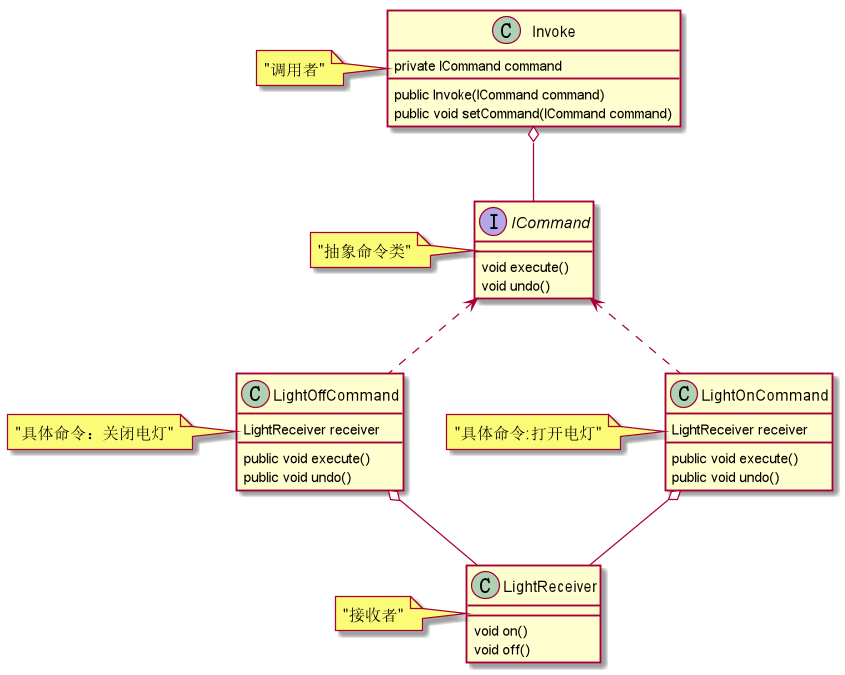 C Invoke
"调用者"
private ICommand command
public Invoke(ICommand command)
public void setCommand(ICommand command)
I ICommand
"抽象命令类"
void execute()
void undo()
C LightOffCommand
"具体命令：关闭电灯"
LightReceiver receiver
public void execute()
public void undo()
C LightOnCommand
"具体命令:打开电灯"
LightReceiver receiver
public void execute()
public void undo()
C LightReceiver
"接收者"
void on()
void off()